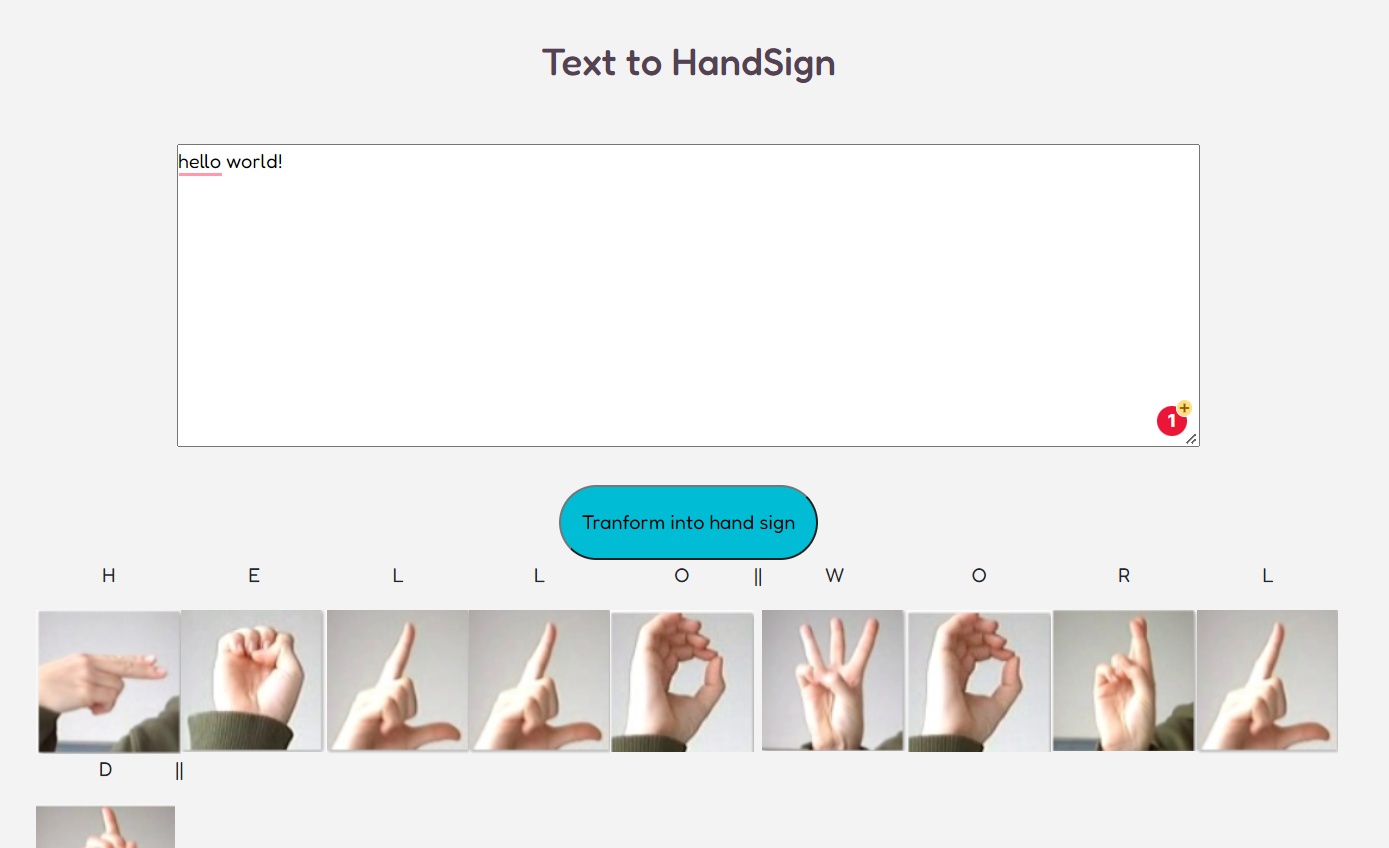 Text to HandSign
hello world!
1+
Tranform into hand sign
H E L L O || W O R L
D ||